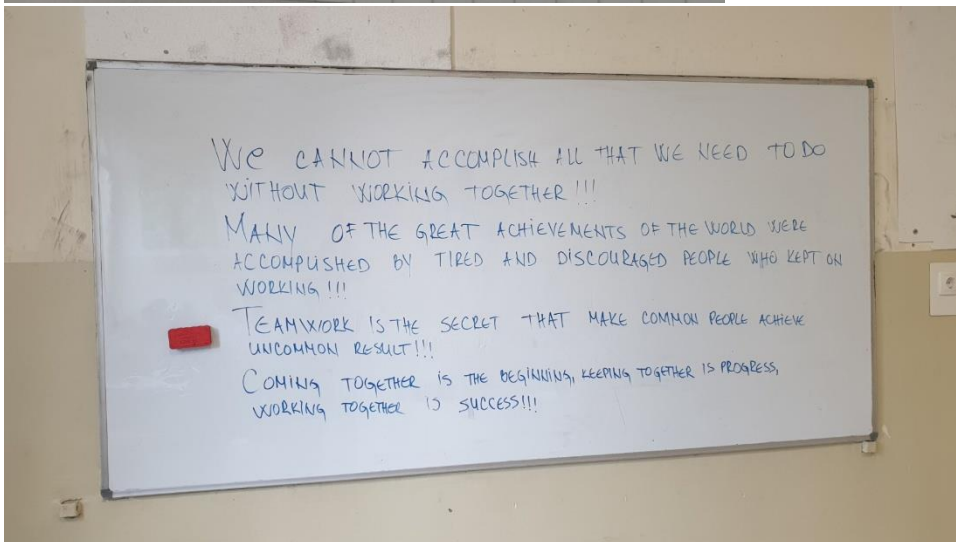 We CANNOT ACCOMPLISH ALL THAT WE NEED TO DO
WITHOUT WORKING TOGETHER!!!
MANY OF THE GREAT ACHIEVEMENTS OF THE WORLD WERE
ACCOMPLISHED BY TIRED AND DISCOURAGED PEOPLE WHO KEPT ON
WORKING!!!
TEAMWORK IS THE SECRET THAT MAKE COMMON PEOPLE ACHIEVE
UNCOMMON RESULT!!!
COMING TOGETHER IS THE BEGINNING, KEEPING TOGETHER IS PROGRESS,
WORKING TOGETHER IS SUCCESS!!!